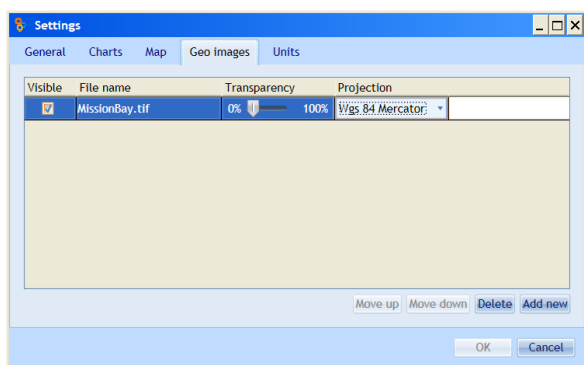 Settings
General Charts Map Geo images Units
Visible File name Transparency Projection
MissionBay.tif 0% 100% Wgs 84 Mercator
Move up Move down Delete Add new
OK Cancel